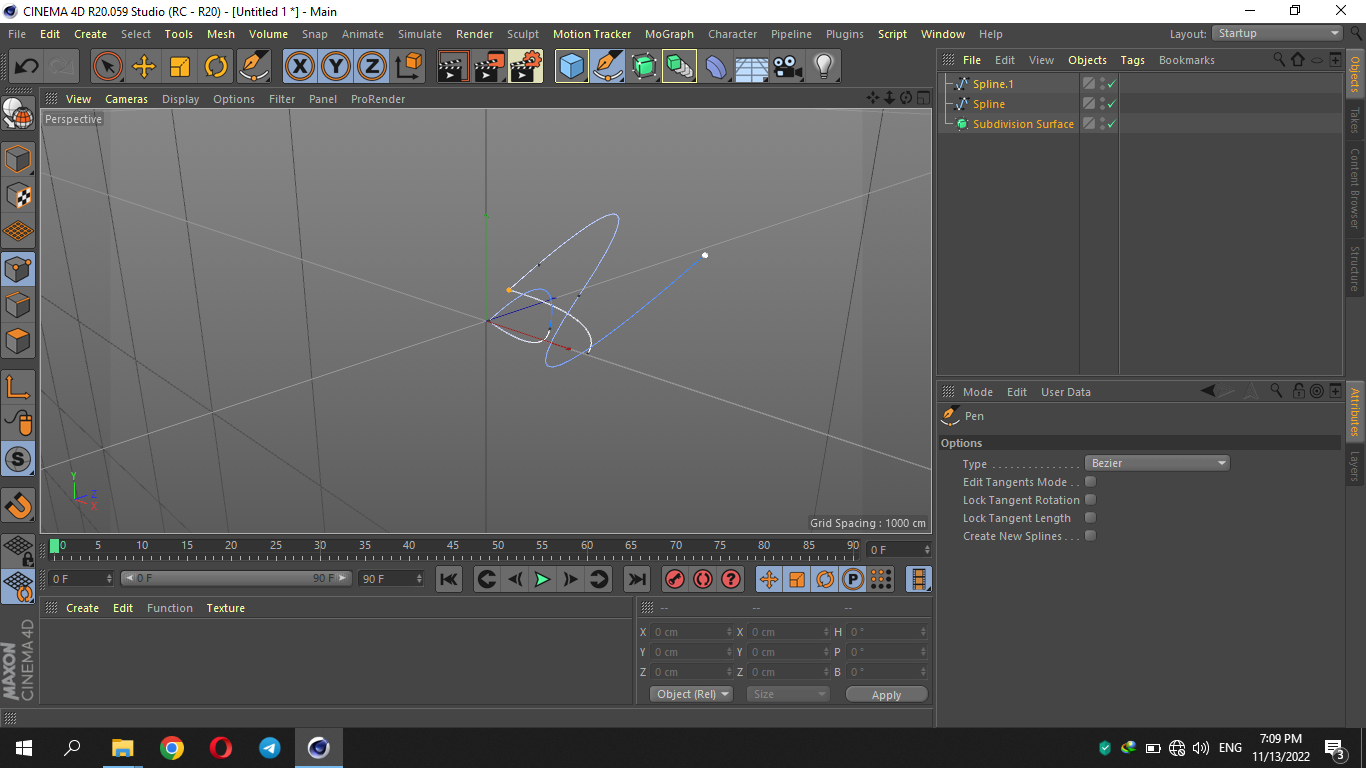 CINEMA 4D R20.059 Studio (RC - R20) - [Untitled 1 *] - Main
File Edit Create Select Tools Mesh Volume Snap Animate Simulate Render Sculpt Motion Tracker MoGraph Character Pipeline Plugins Script Window Help Layout: Startup
X Y Z
File Edit View Objects Tags Bookmarks
Spline.1
Spline
Subdivision Surface
Objects
Takes
Content Browser
Structure
View Cameras Display Options Filter Panel ProRender
Perspective
Y
Z
X
Grid Spacing : 1000 cm
S
Mode Edit User Data
Pen
Options
Type . . . . . . . . . . . . . . . Bezier
Edit Tangents Mode . .
Lock Tangent Rotation
Lock Tangent Length
Create New Splines . . .
Attributes
Layers
0 5 10 15 20 25 30 35 40 45 50 55 60 65 70 75 80 85 90 0 F
0 F 0 F 90 F 90 F
? P
Create Edit Function Texture
-- -- --
X 0 cm X 0 cm H 0 °
Y 0 cm Y 0 cm P 0 °
Z 0 cm Z 0 cm B 0 °
Object (Rel) Size Apply
MAXON
CINEMA 4D
ENG
7:09 PM
11/13/2022
3